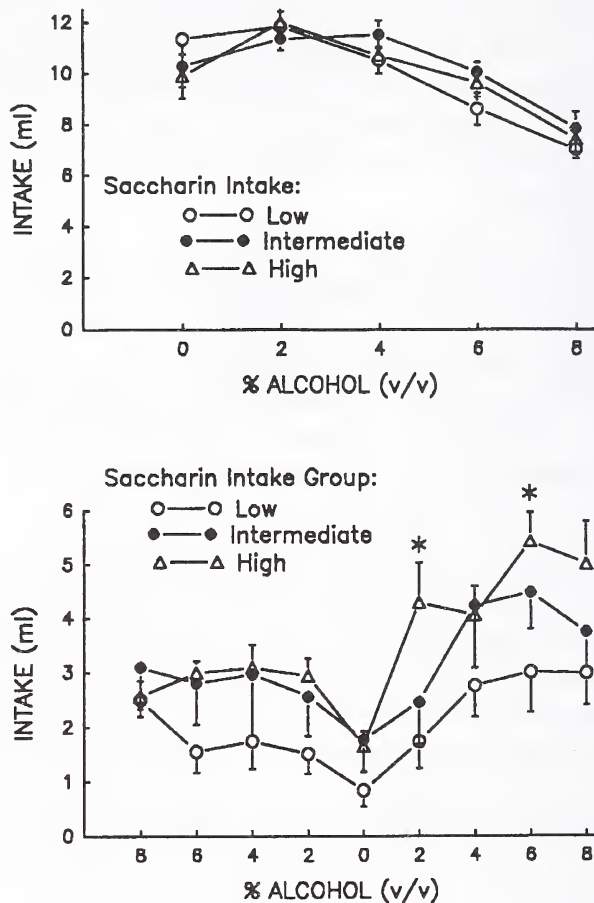 12
10
8
6
4
2
0
INTAKE (ml)
Saccharin Intake:
Low
Intermediate
High
0 2 4 6 8
% ALCOHOL (v/v)
Saccharin Intake Group:
Low
Intermediate
High
6
5
4
3
2
1
0
INTAKE (ml)
*
*
8 6 4 2 0 2 4 6 8
% ALCOHOL (v/v)